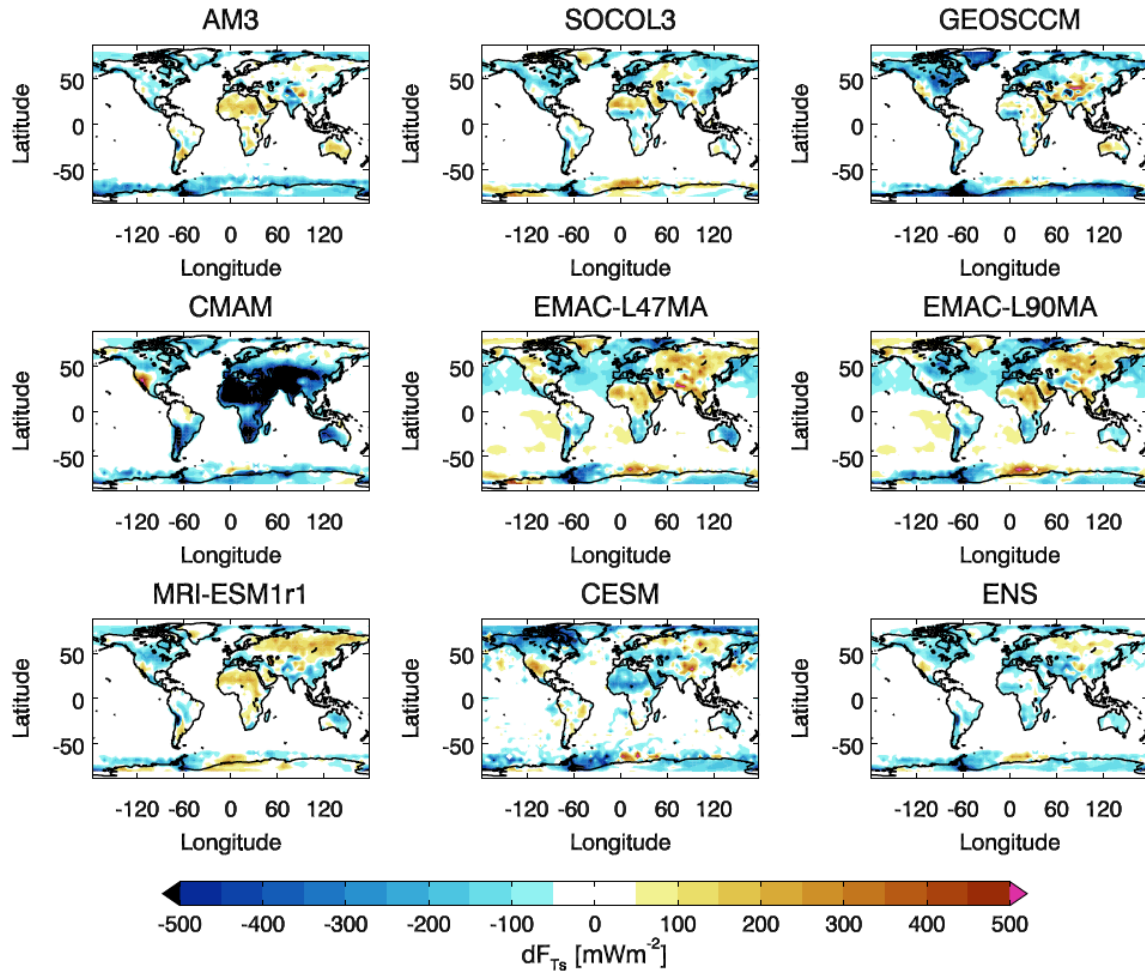 AM3 SOCOL3 GEOSCCM
Latitude 50 0 -50 Latitude 50 0 -50 Latitude 50 0 -50
-120 -60 0 60 120 -120 -60 0 60 120 -120 -60 0 60 120
Longitude Longitude Longitude
CMAM EMAC-L47MA EMAC-L90MA
Latitude 50 0 -50 Latitude 50 0 -50 Latitude 50 0 -50
-120 -60 0 60 120 -120 -60 0 60 120 -120 -60 0 60 120
Longitude Longitude Longitude
MRI-ESM1r1 CESM ENS
Latitude 50 0 -50 Latitude 50 0 -50 Latitude 50 0 -50
-120 -60 0 60 120 -120 -60 0 60 120 -120 -60 0 60 120
Longitude Longitude Longitude
-500 -400 -300 -200 -100 0 100 200 300 400 500
dF_Ts [mWm⁻²]